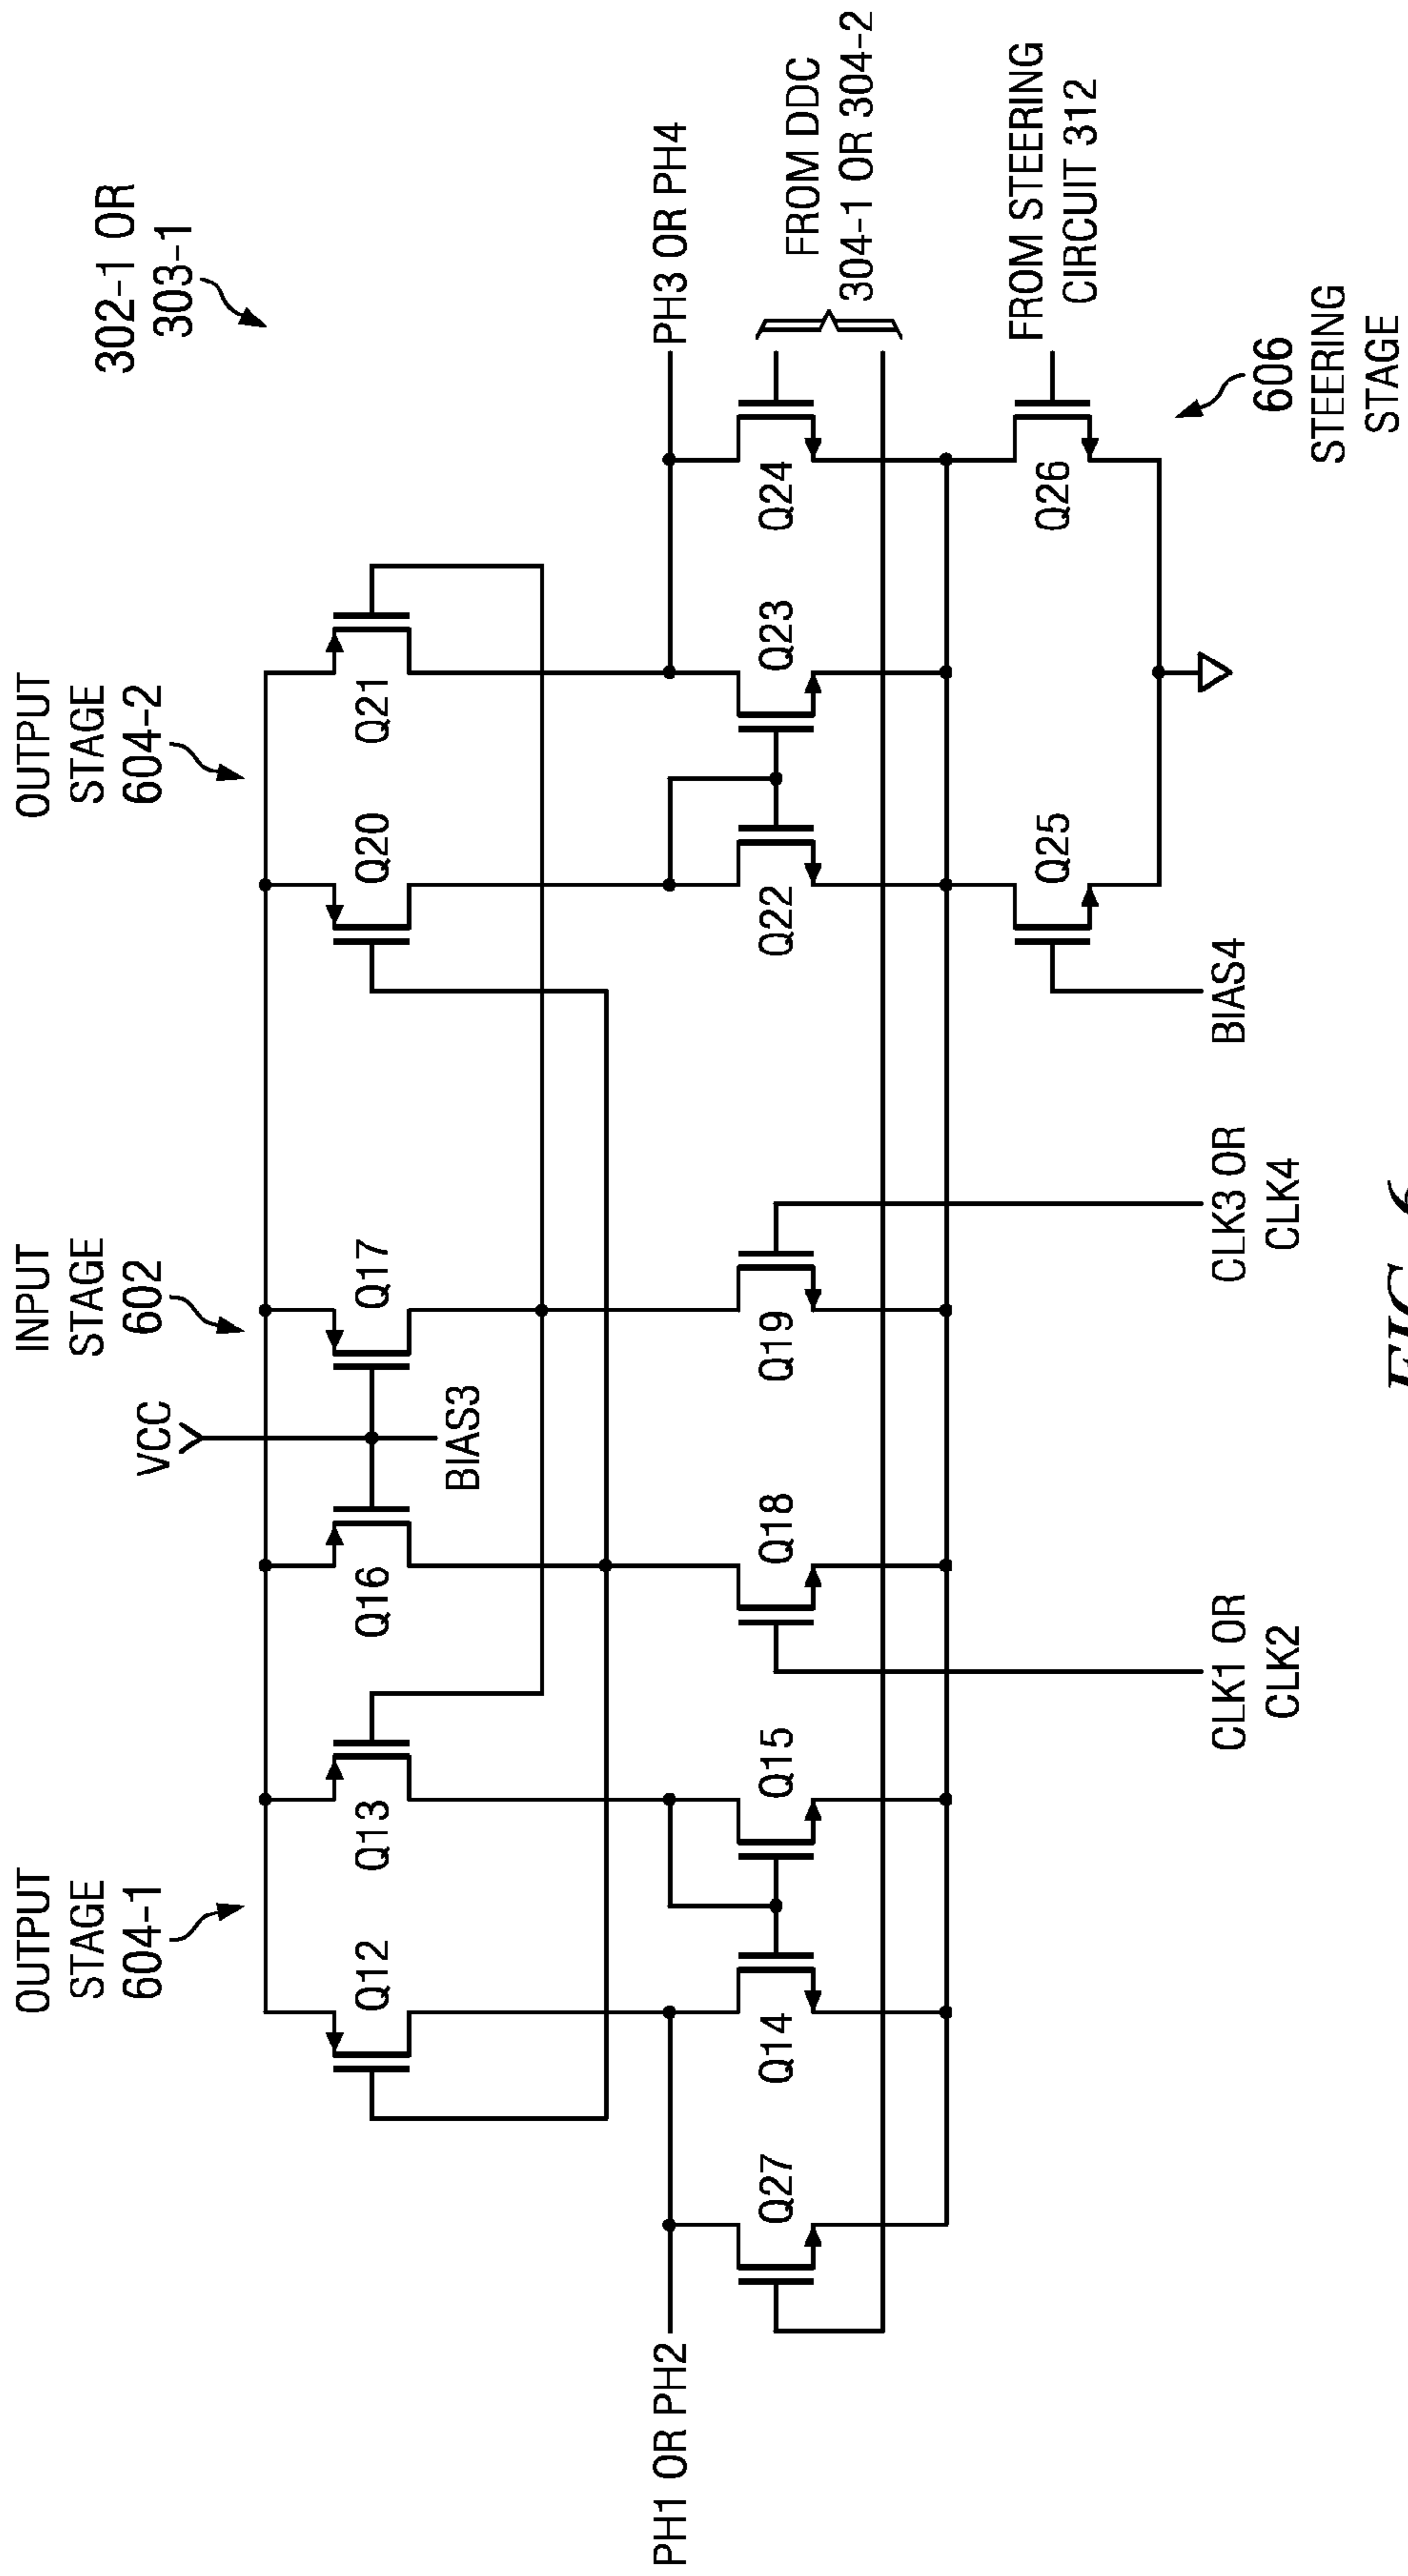 302-1 OR
303-1
OUTPUT
STAGE
604-1
INPUT
STAGE
602
OUTPUT
STAGE
604-2
VCC
BIAS3
Q12
Q13
Q16
Q17
Q20
Q21
PH1 OR PH2
PH3 OR PH4
Q27
Q14
Q15
Q18
Q19
Q22
Q23
Q24
FROM DDC
304-1 OR 304-2
Q25
Q26
FROM STEERING
CIRCUIT 312
CLK1 OR
CLK2
CLK3 OR
CLK4
BIAS4
606
STEERING
STAGE
FIG. 6